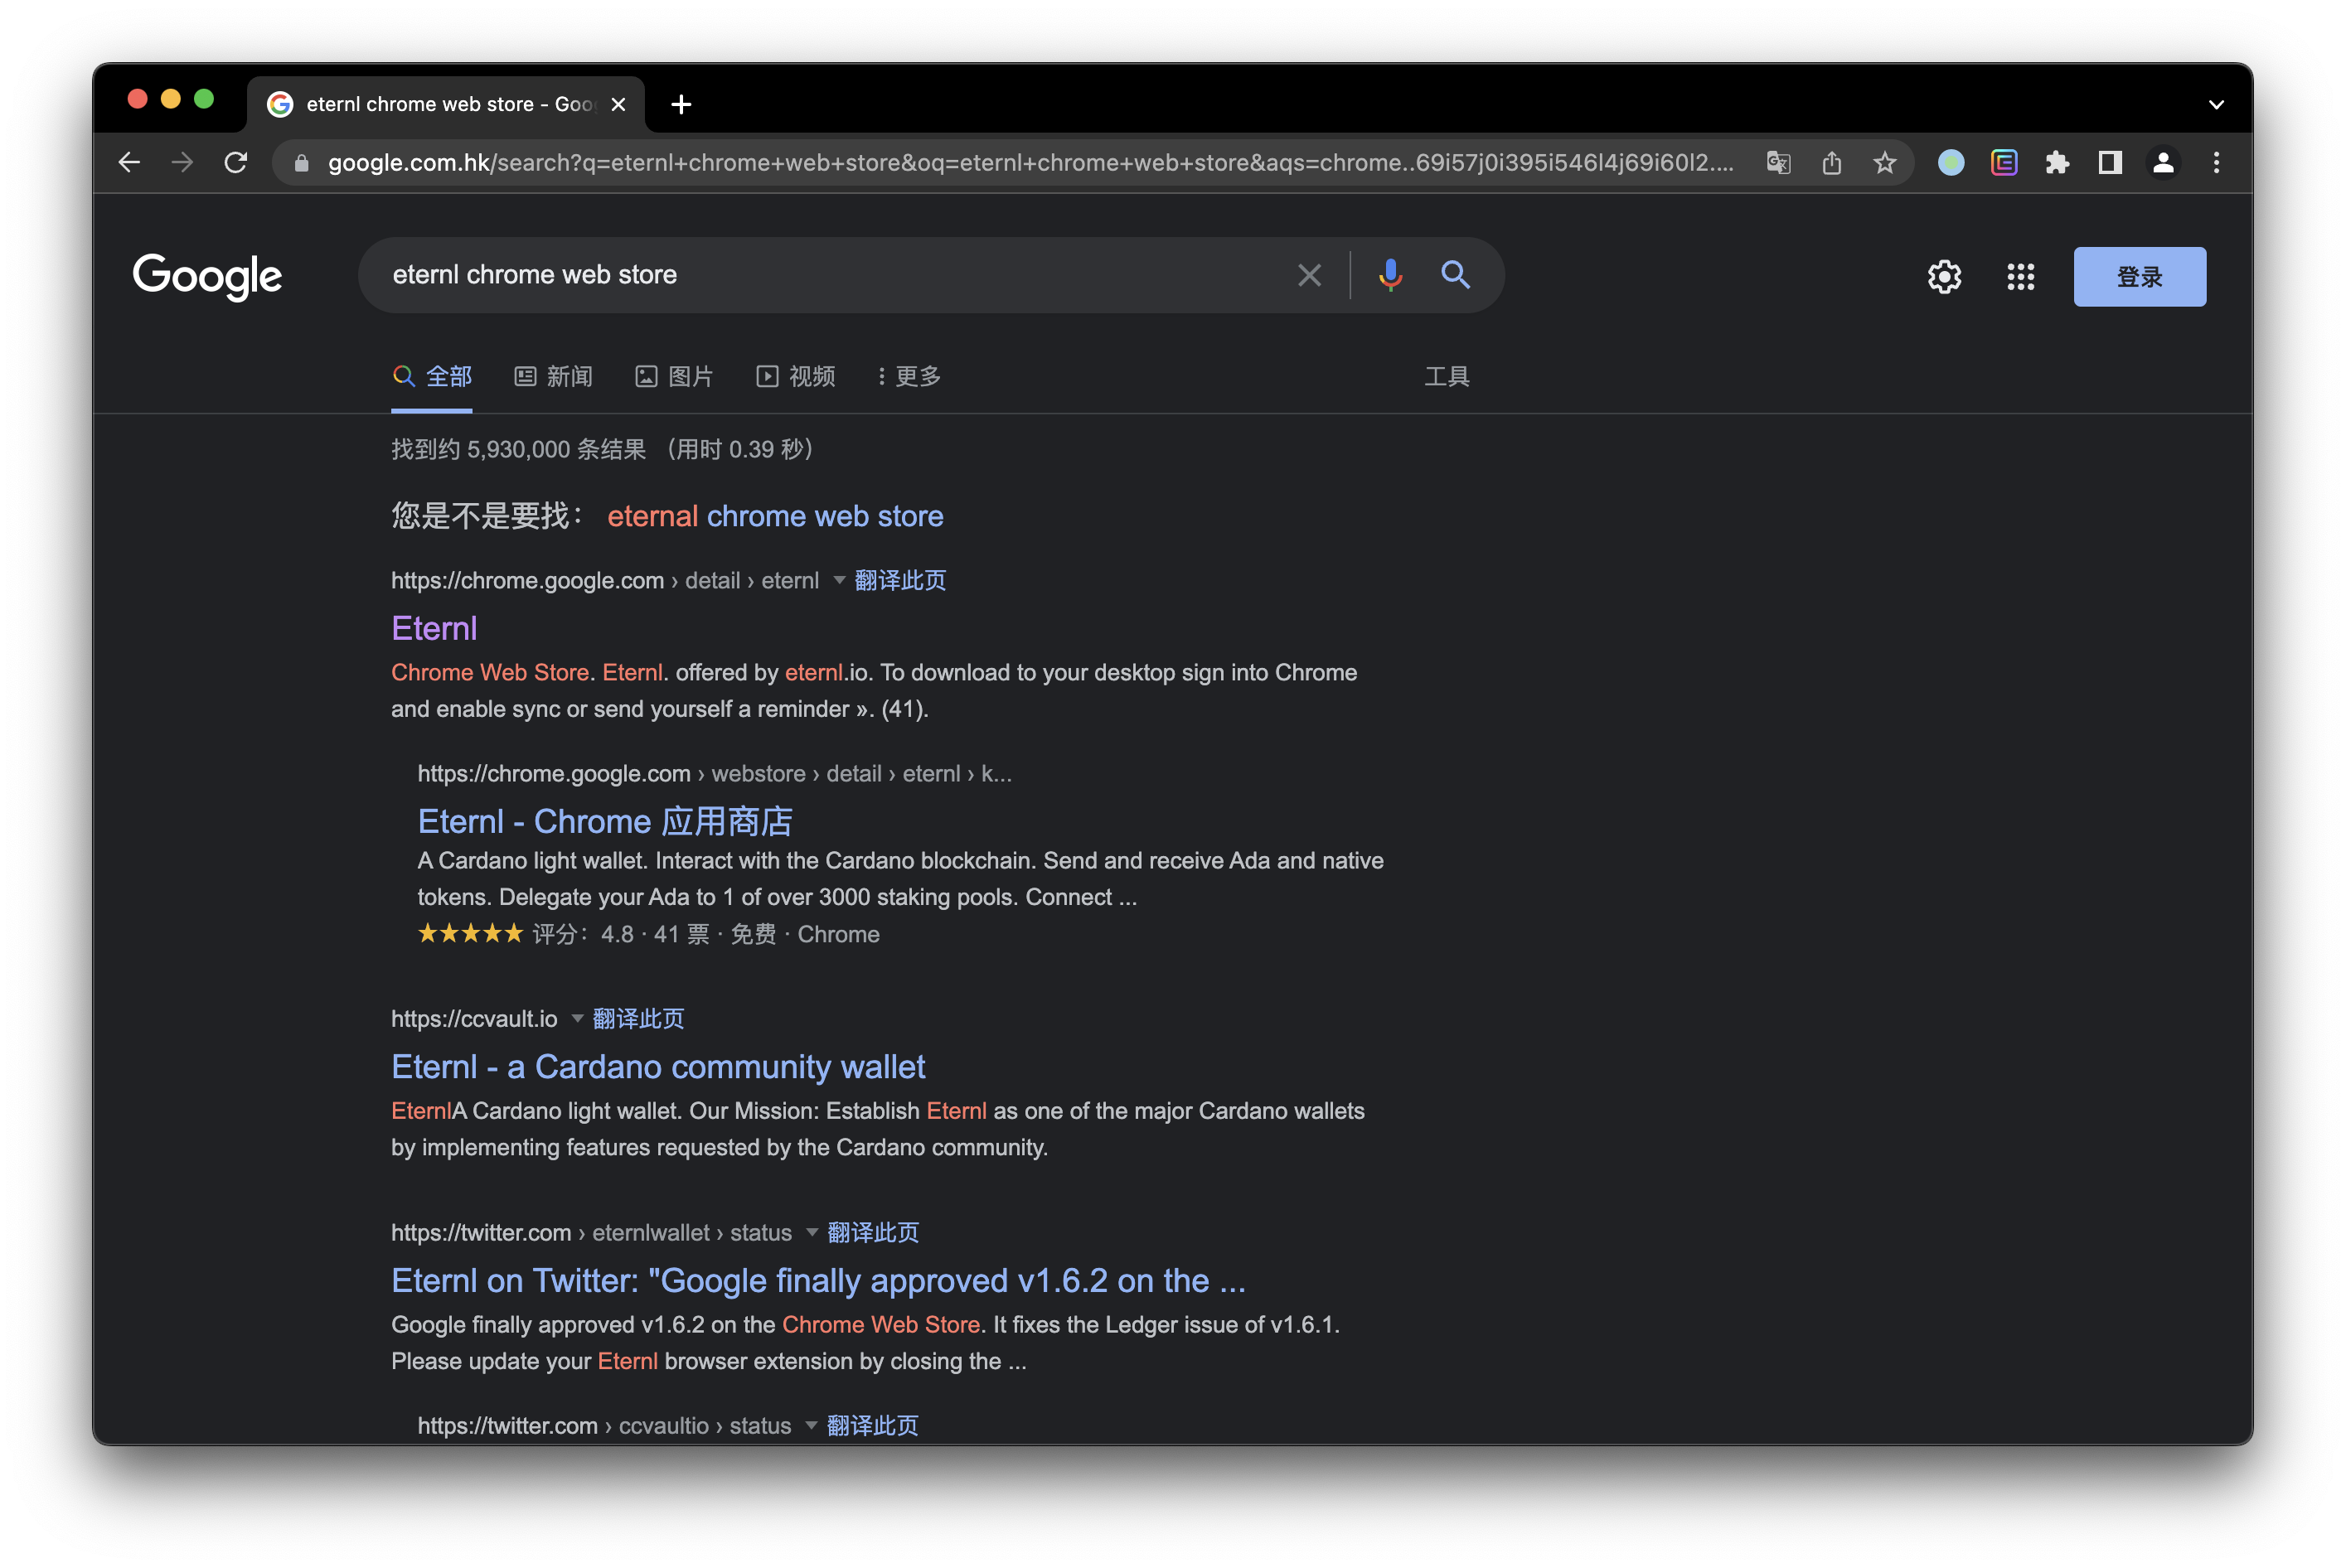 eternl chrome web store - Goo
google.com.hk/search?q=eternl+chrome+web+store&oq=eternl+chrome+web+store&aqs=chrome..69i57j0i395i546l4j69i60l2....
Google
eternl chrome web store
登录
全部 新闻 图片 视频 更多 工具
找到约 5,930,000 条结果 （用时 0.39 秒）
您是不是要找： eternal chrome web store
https://chrome.google.com › detail › eternl 翻译此页
Eternl
Chrome Web Store. Eternl. offered by eternl.io. To download to your desktop sign into Chrome
and enable sync or send yourself a reminder ». (41).
https://chrome.google.com › webstore › detail › eternl › k...
Eternl - Chrome 应用商店
A Cardano light wallet. Interact with the Cardano blockchain. Send and receive Ada and native
tokens. Delegate your Ada to 1 of over 3000 staking pools. Connect ...
★★★★★ 评分：4.8 · 41 票 · 免费 · Chrome
https://ccvault.io 翻译此页
Eternl - a Cardano community wallet
EternlA Cardano light wallet. Our Mission: Establish Eternl as one of the major Cardano wallets
by implementing features requested by the Cardano community.
https://twitter.com › eternlwallet › status 翻译此页
Eternl on Twitter: "Google finally approved v1.6.2 on the ...
Google finally approved v1.6.2 on the Chrome Web Store. It fixes the Ledger issue of v1.6.1.
Please update your Eternl browser extension by closing the ...
https://twitter.com › ccvaultio › status 翻译此页